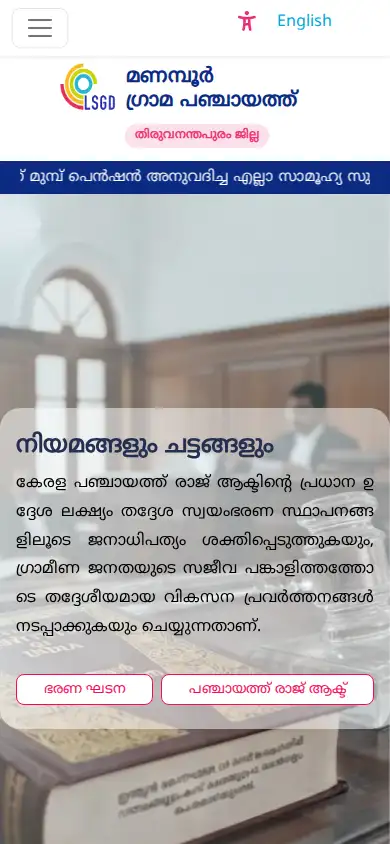 English
LSGD
മണമ്പൂർ
ഗ്രാമ പഞ്ചായത്ത്
തിരുവനന്തപുരം ജില്ല
മുമ്പ് പെൻഷൻ അനുവദിച്ച എല്ലാ സാമൂഹ്യ സു
നിയമങ്ങളും ചട്ടങ്ങളും
കേരള പഞ്ചായത്ത് രാജ് ആക്ടിന്റെ പ്രധാന ഉ
ദ്ദേശ ലക്ഷ്യം തദ്ദേശ സ്വയംഭരണ സ്ഥാപനങ്ങ
ളിലൂടെ ജനാധിപത്യം ശക്തിപ്പെടുത്തുകയും,
ഗ്രാമീണ ജനതയുടെ സജീവ പങ്കാളിത്തത്തോ
ടെ തദ്ദേശീയമായ വികസന പ്രവർത്തനങ്ങൾ
നടപ്പാക്കുകയും ചെയ്യുന്നതാണ്.
ഭരണ ഘടന
പഞ്ചായത്ത് രാജ് ആക്ട്